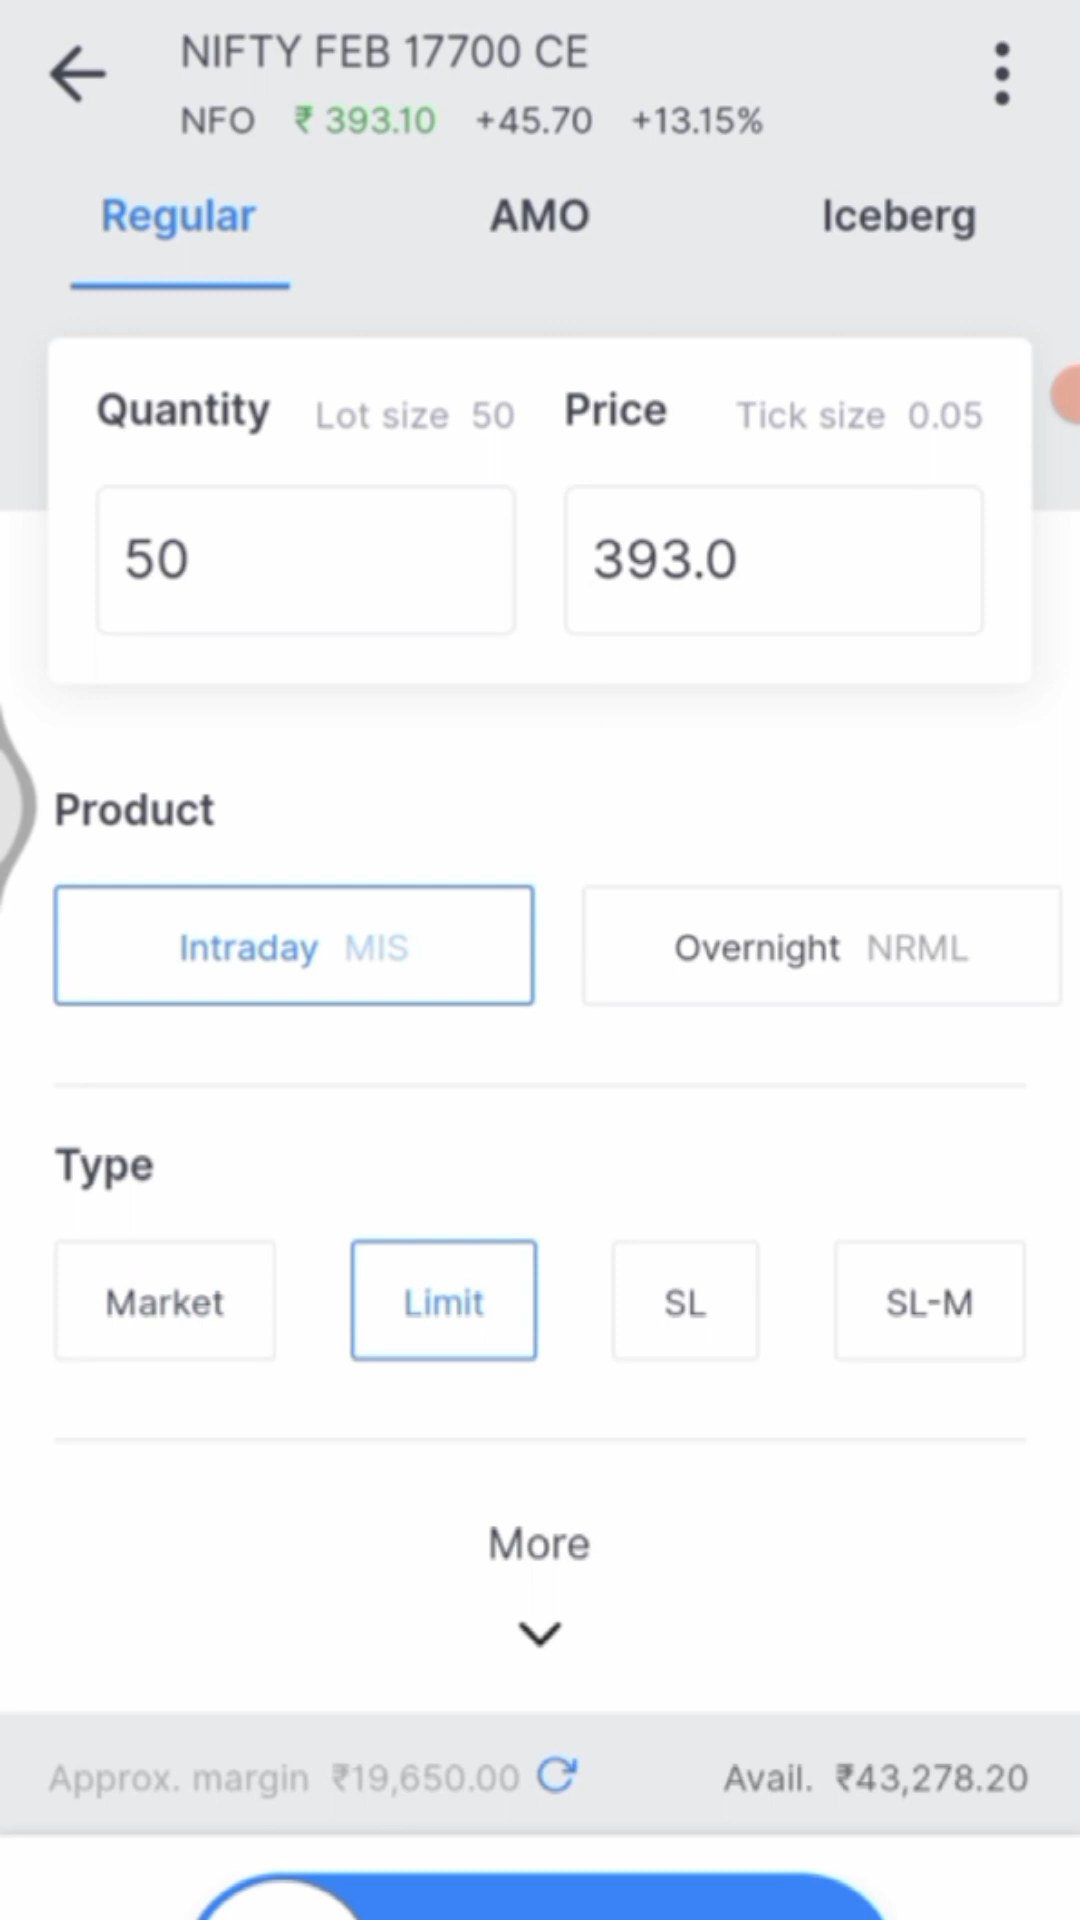 NIFTY FEB 17700 CE
NFO ₹ 393.10 +45.70 +13.15%
Regular AMO Iceberg
Quantity Lot size 50 Price Tick size 0.05
50 393.0
Product
Intraday MIS Overnight NRML
Type
Market Limit SL SL-M
More
Approx. margin ₹19,650.00 Avail. ₹43,278.20